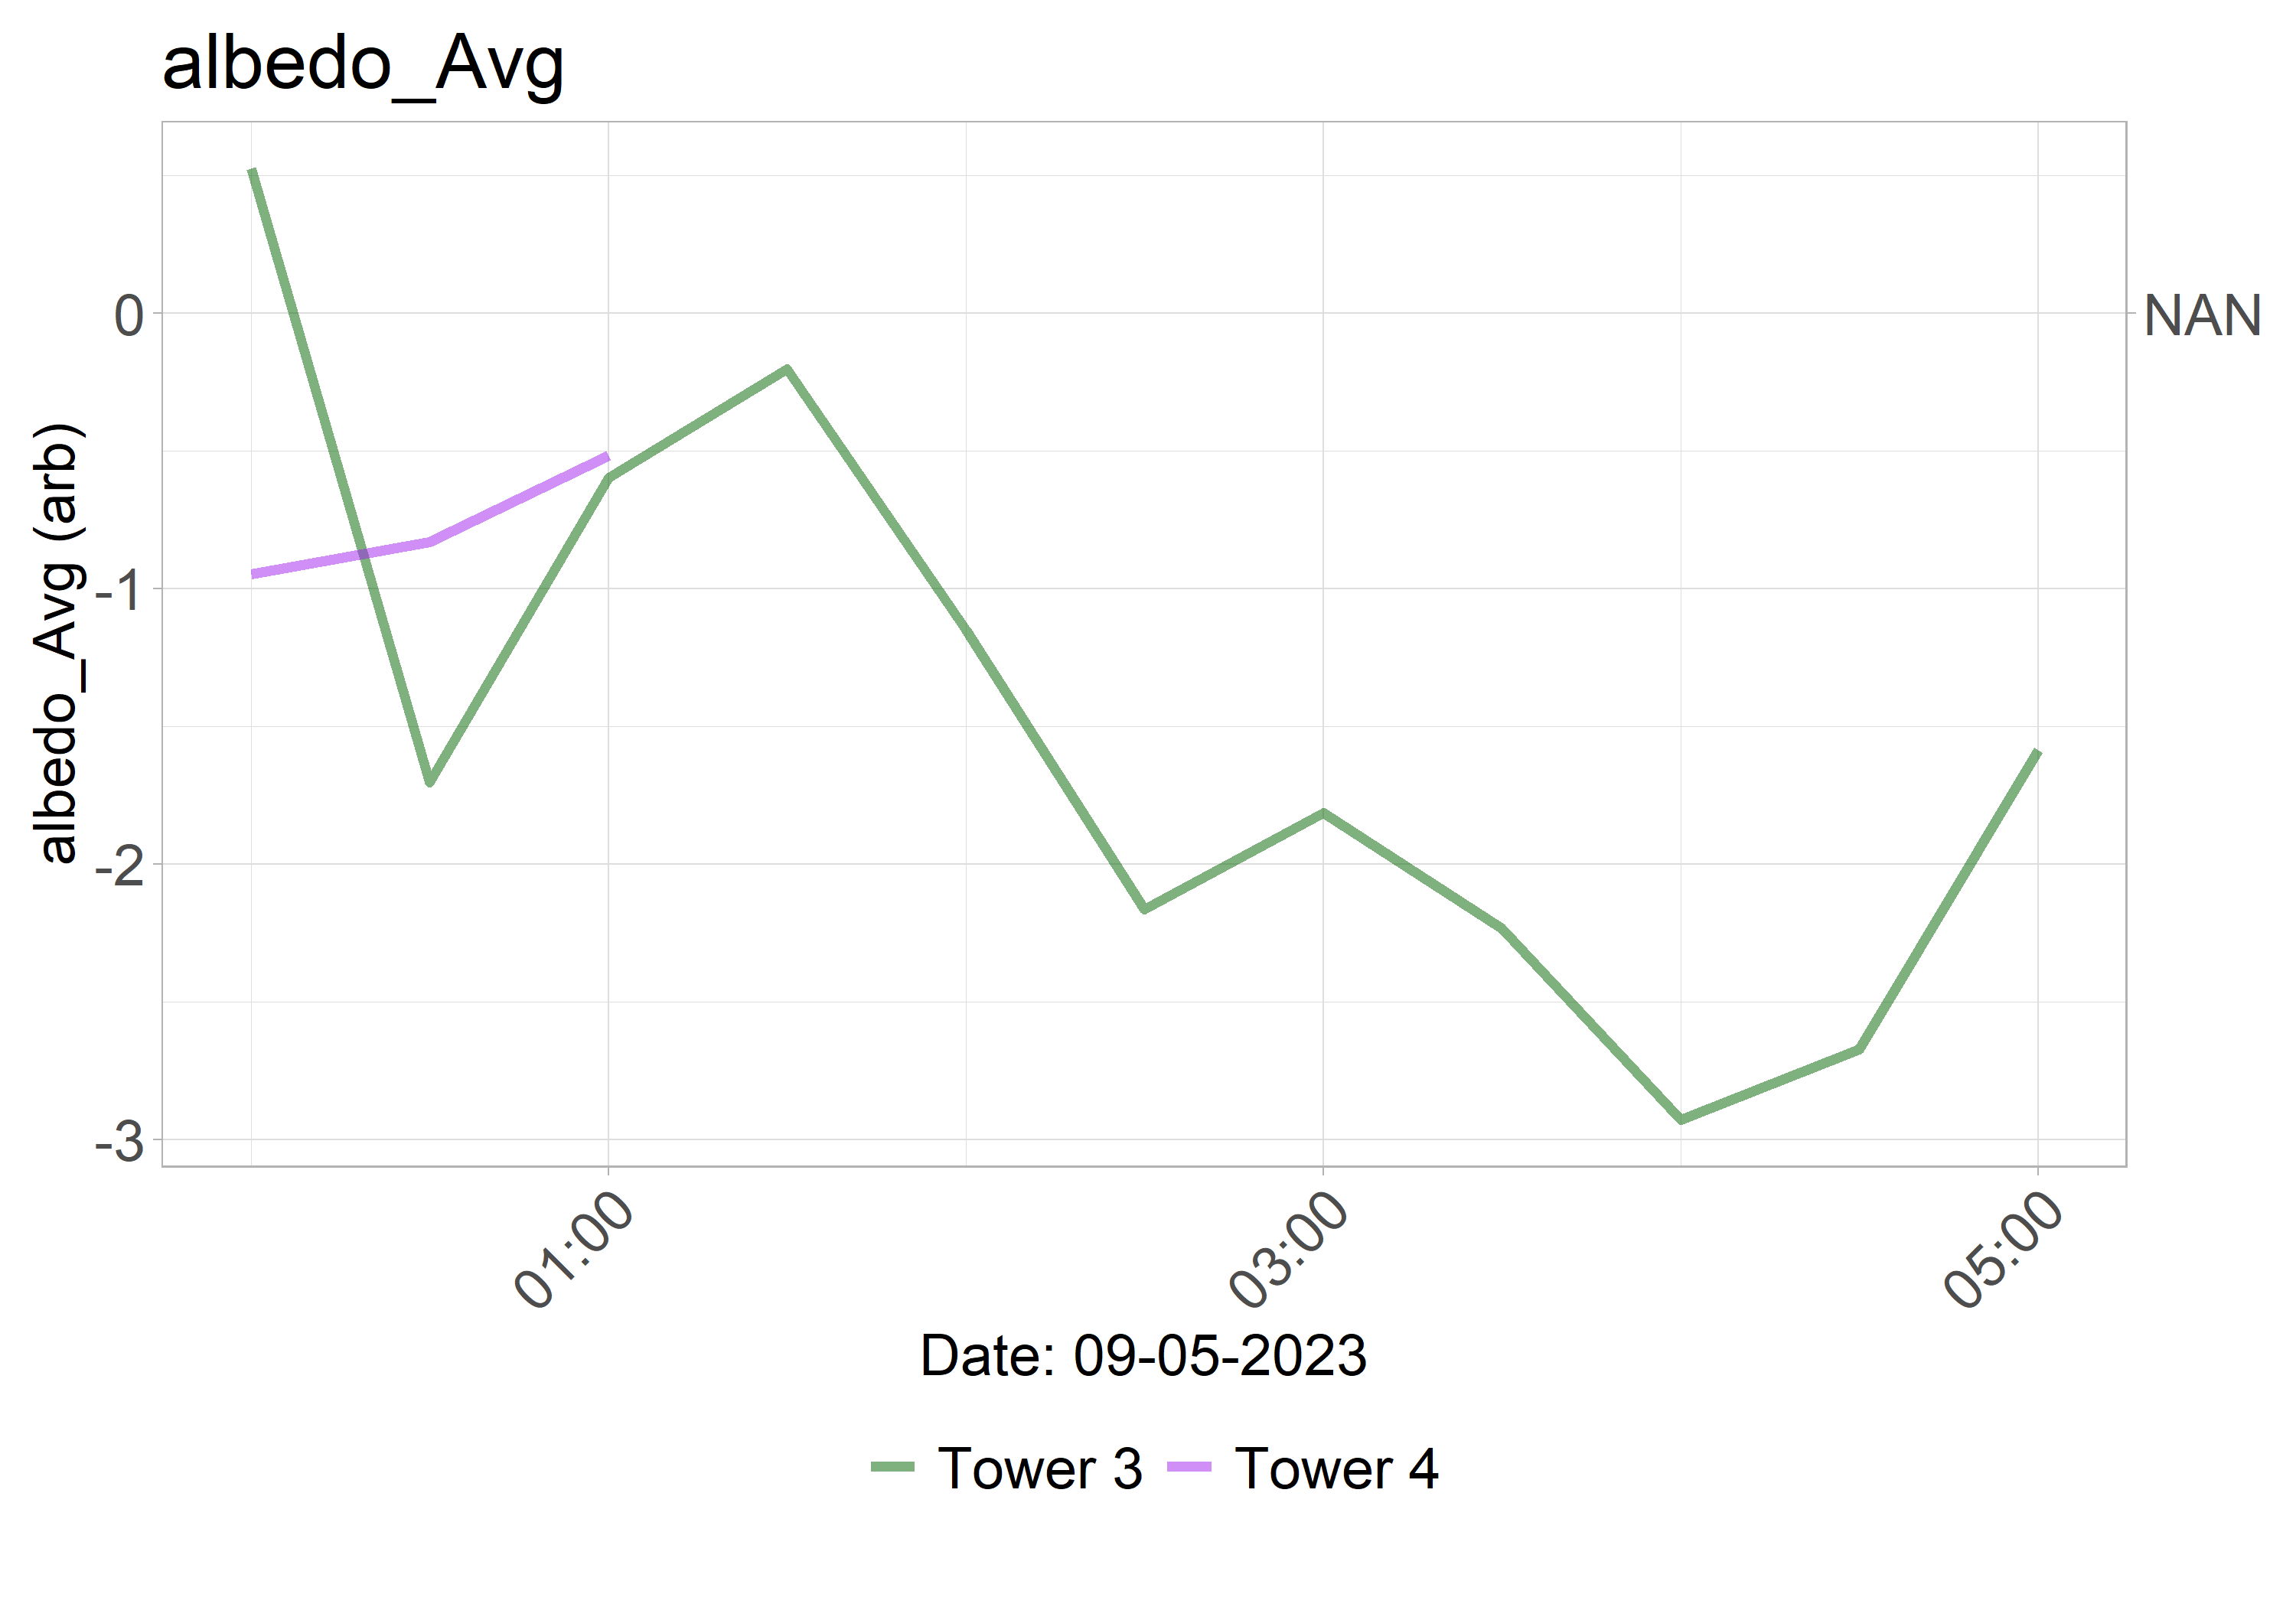 albedo_Avg
albedo_Avg (arb)
0
-1
-2
-3
NAN
01:00
03:00
05:00
Date: 09-05-2023
Tower 3
Tower 4